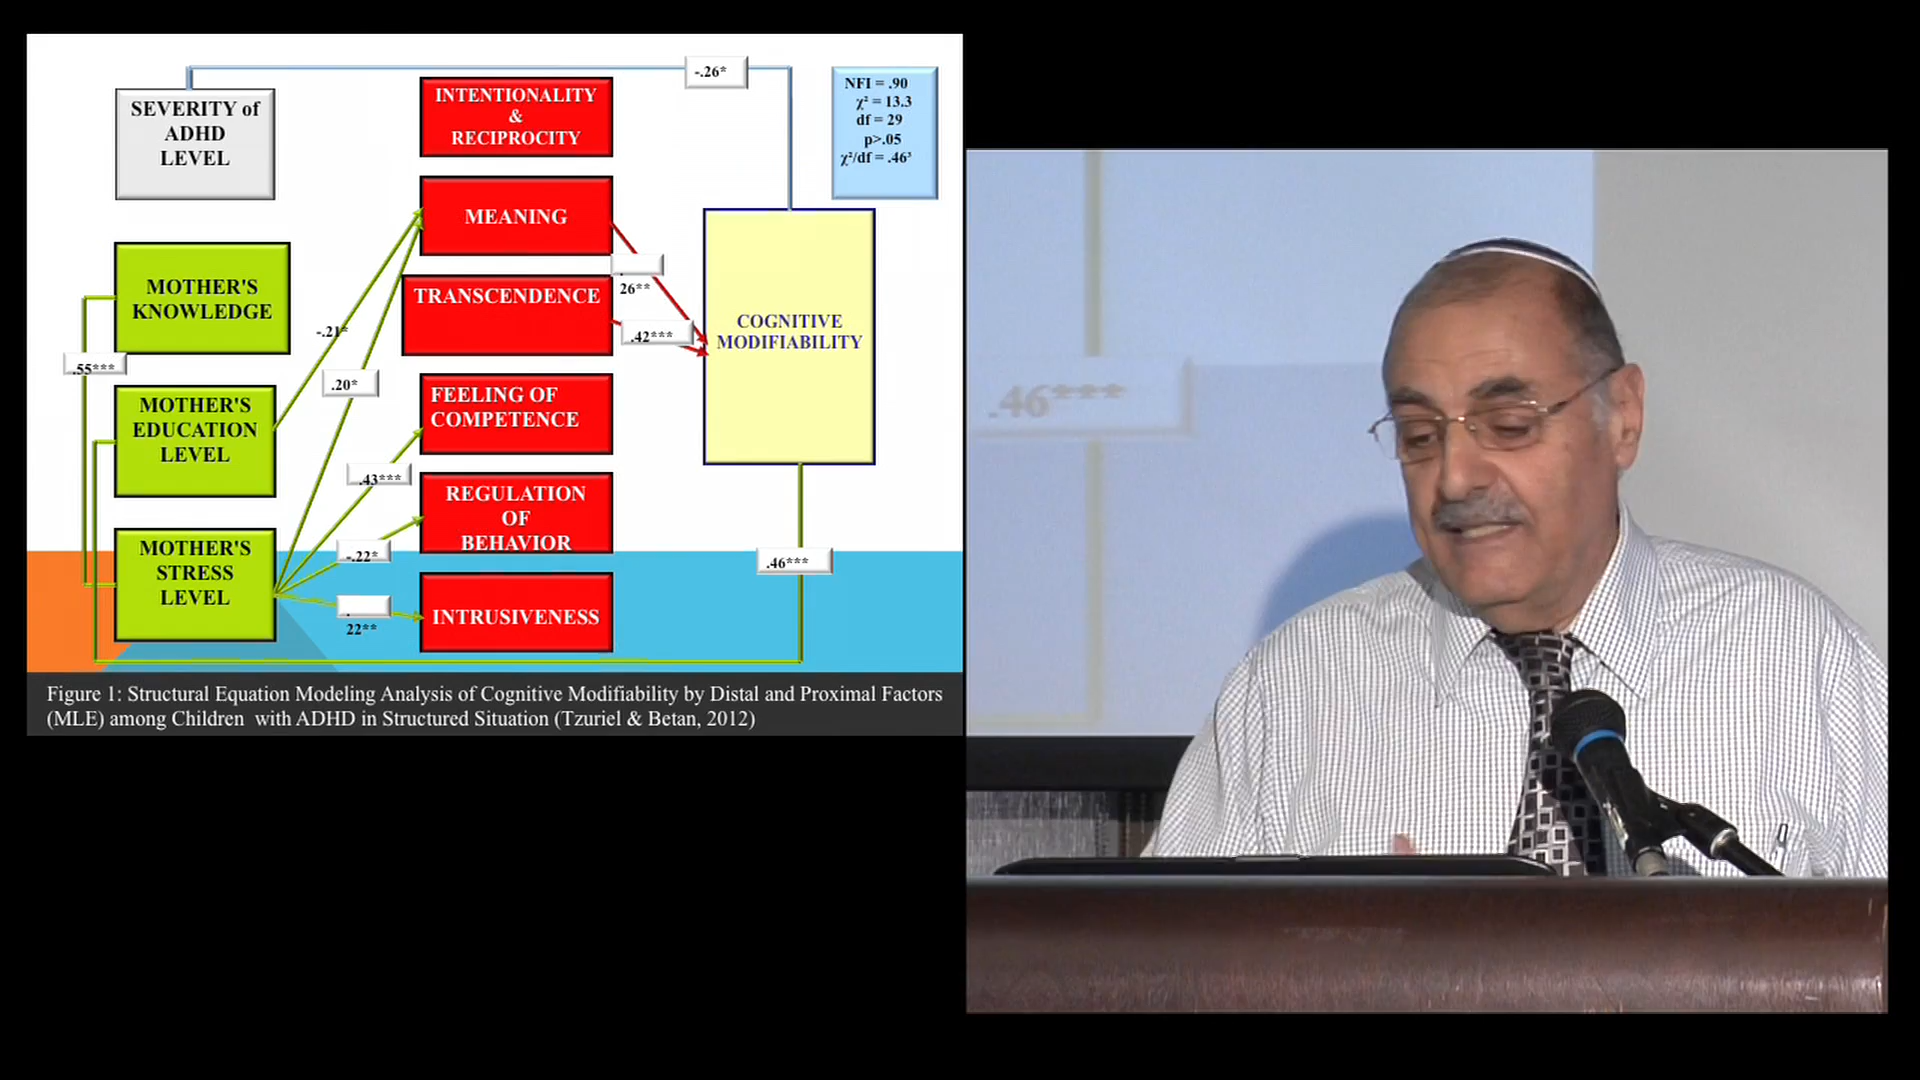 -.26*
NFI = .90
χ² = 13.3
df = 29
p>.05
χ²/df = .46³
SEVERITY of
ADHD
LEVEL
INTENTIONALITY
&
RECIPROCITY
MEANING
MOTHER'S
KNOWLEDGE
TRANSCENDENCE
26**
.42***
COGNITIVE
MODIFIABILITY
-.21*
.55***
.20*
MOTHER'S
EDUCATION
LEVEL
FEELING OF
COMPETENCE
.43***
REGULATION
OF
BEHAVIOR
-.22*
.46***
MOTHER'S
STRESS
LEVEL
INTRUSIVENESS
22**
Figure 1: Structural Equation Modeling Analysis of Cognitive Modifiability by Distal and Proximal Factors
(MLE) among Children with ADHD in Structured Situation (Tzuriel & Betan, 2012)
.46***